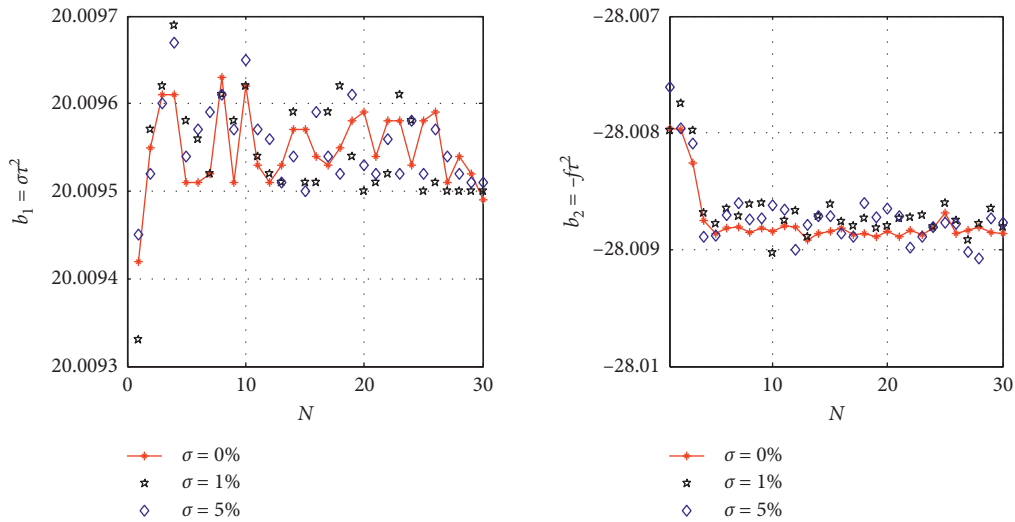 20.0097
20.0096
20.0095
20.0094
20.0093
b₁ = στ²
0
10
20
30
N
σ = 0%
σ = 1%
σ = 5%
−28.007
−28.008
−28.009
−28.01
b₂ = −fτ²
10
20
30
N
σ = 0%
σ = 1%
σ = 5%